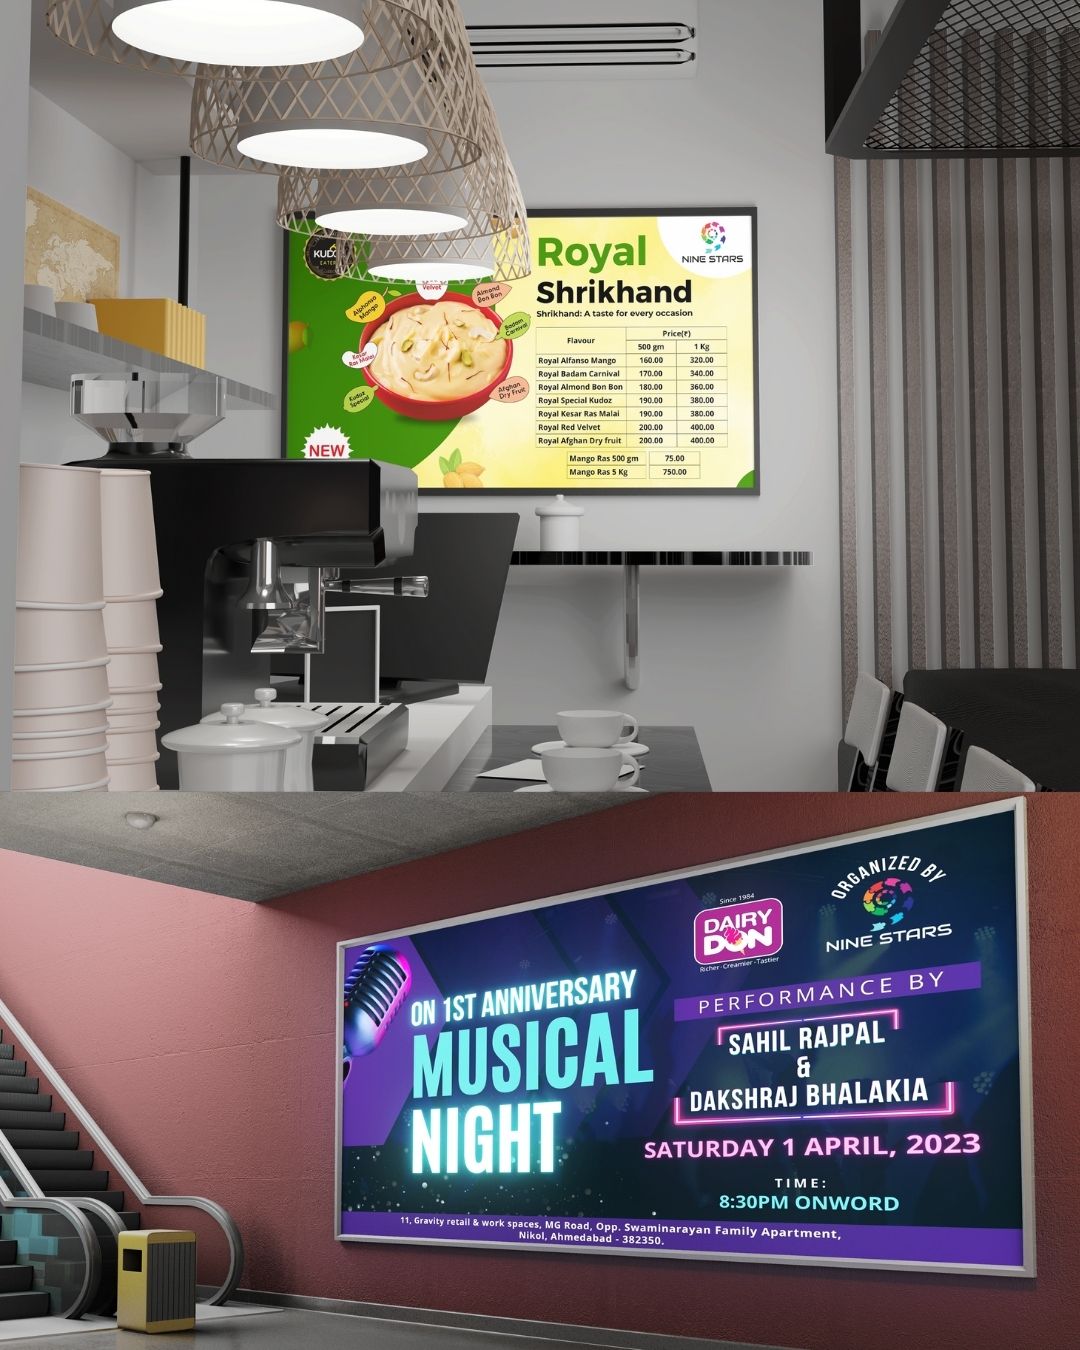 Royal
Shrikhand
Shrikhand: A taste for every occasion
NINE STARS
Velvet
Almond Bon Bon
Alphonso Mango
Badam Carnival
Kesar Ras Malai
Kudoz Special
Afghan Dry Fruit
NEW
Flavour Price(₹)
500 gm 1 Kg
Royal Alfanso Mango 160.00 320.00
Royal Badam Carnival 170.00 340.00
Royal Almond Bon Bon 180.00 360.00
Royal Special Kudoz 190.00 380.00
Royal Kesar Ras Malai 190.00 380.00
Royal Red Velvet 200.00 400.00
Royal Afghan Dry fruit 200.00 400.00
Mango Ras 500 gm 75.00
Mango Ras 5 Kg 750.00
ON 1ST ANNIVERSARY
MUSICAL
NIGHT
Since 1984
DAIRY
DON
Richer-Creamier-Tastier
ORGANIZED BY
NINE STARS
PERFORMANCE BY
SAHIL RAJPAL
&
DAKSHRAJ BHALAKIA
SATURDAY 1 APRIL, 2023
TIME:
8:30PM ONWORD
11, Gravity retail & work spaces, MG Road, Opp. Swaminarayan Family Apartment,
Nikol, Ahmedabad - 382350.